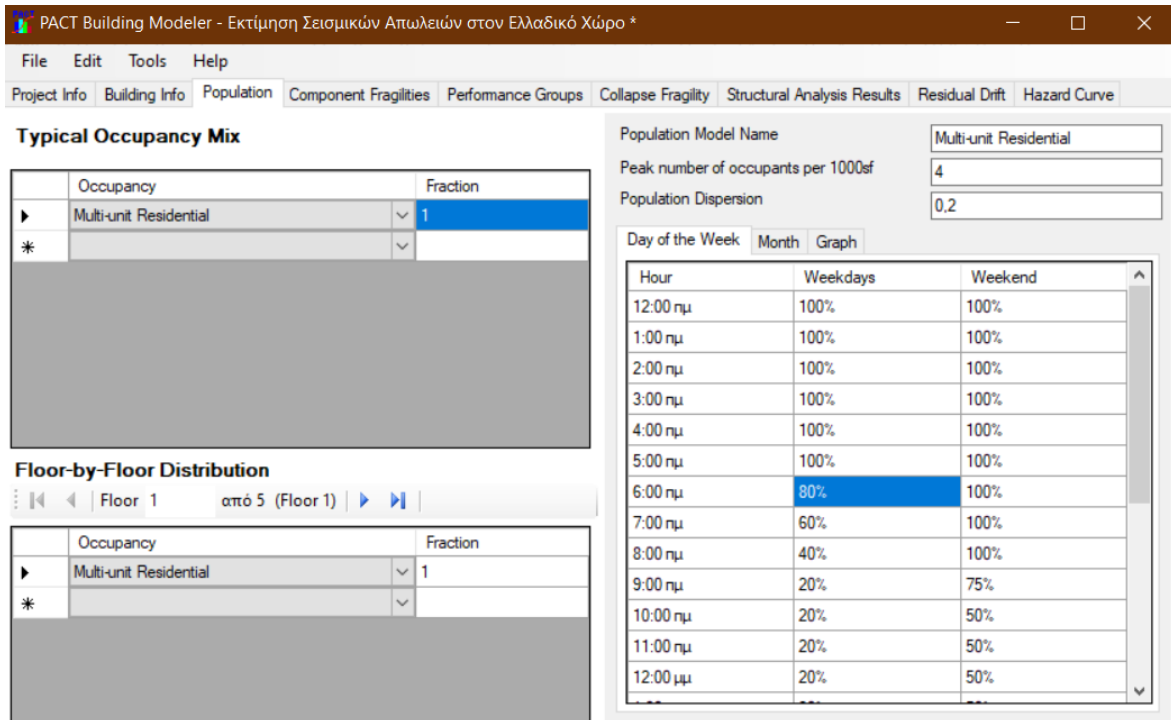 PACT Building Modeler - Εκτίμηση Σεισμικών Απωλειών στον Ελλαδικό Χώρο *
File Edit Tools Help
Project Info Building Info Population Component Fragilities Performance Groups Collapse Fragility Structural Analysis Results Residual Drift Hazard Curve
Typical Occupancy Mix
Occupancy Fraction
Multi-unit Residential 1
Floor-by-Floor Distribution
Floor 1 από 5 (Floor 1)
Occupancy Fraction
Multi-unit Residential 1
Population Model Name Multi-unit Residential
Peak number of occupants per 1000sf 4
Population Dispersion 0,2
Day of the Week Month Graph
Hour Weekdays Weekend
12:00 πμ 100% 100%
1:00 πμ 100% 100%
2:00 πμ 100% 100%
3:00 πμ 100% 100%
4:00 πμ 100% 100%
5:00 πμ 100% 100%
6:00 πμ 80% 100%
7:00 πμ 60% 100%
8:00 πμ 40% 100%
9:00 πμ 20% 75%
10:00 πμ 20% 50%
11:00 πμ 20% 50%
12:00 μμ 20% 50%